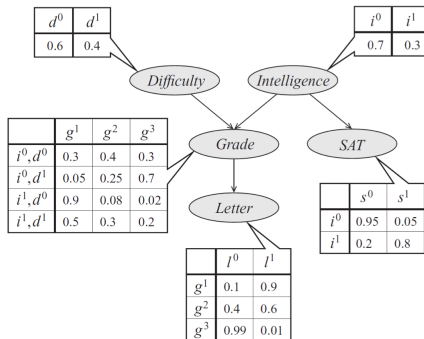 d⁰ d¹
0.6 0.4
i⁰ i¹
0.7 0.3
Difficulty
Intelligence
g¹ g² g³
i⁰,d⁰ 0.3 0.4 0.3
i⁰,d¹ 0.05 0.25 0.7
i¹,d⁰ 0.9 0.08 0.02
i¹,d¹ 0.5 0.3 0.2
Grade
SAT
s⁰ s¹
i⁰ 0.95 0.05
i¹ 0.2 0.8
Letter
l⁰ l¹
g¹ 0.1 0.9
g² 0.4 0.6
g³ 0.99 0.01